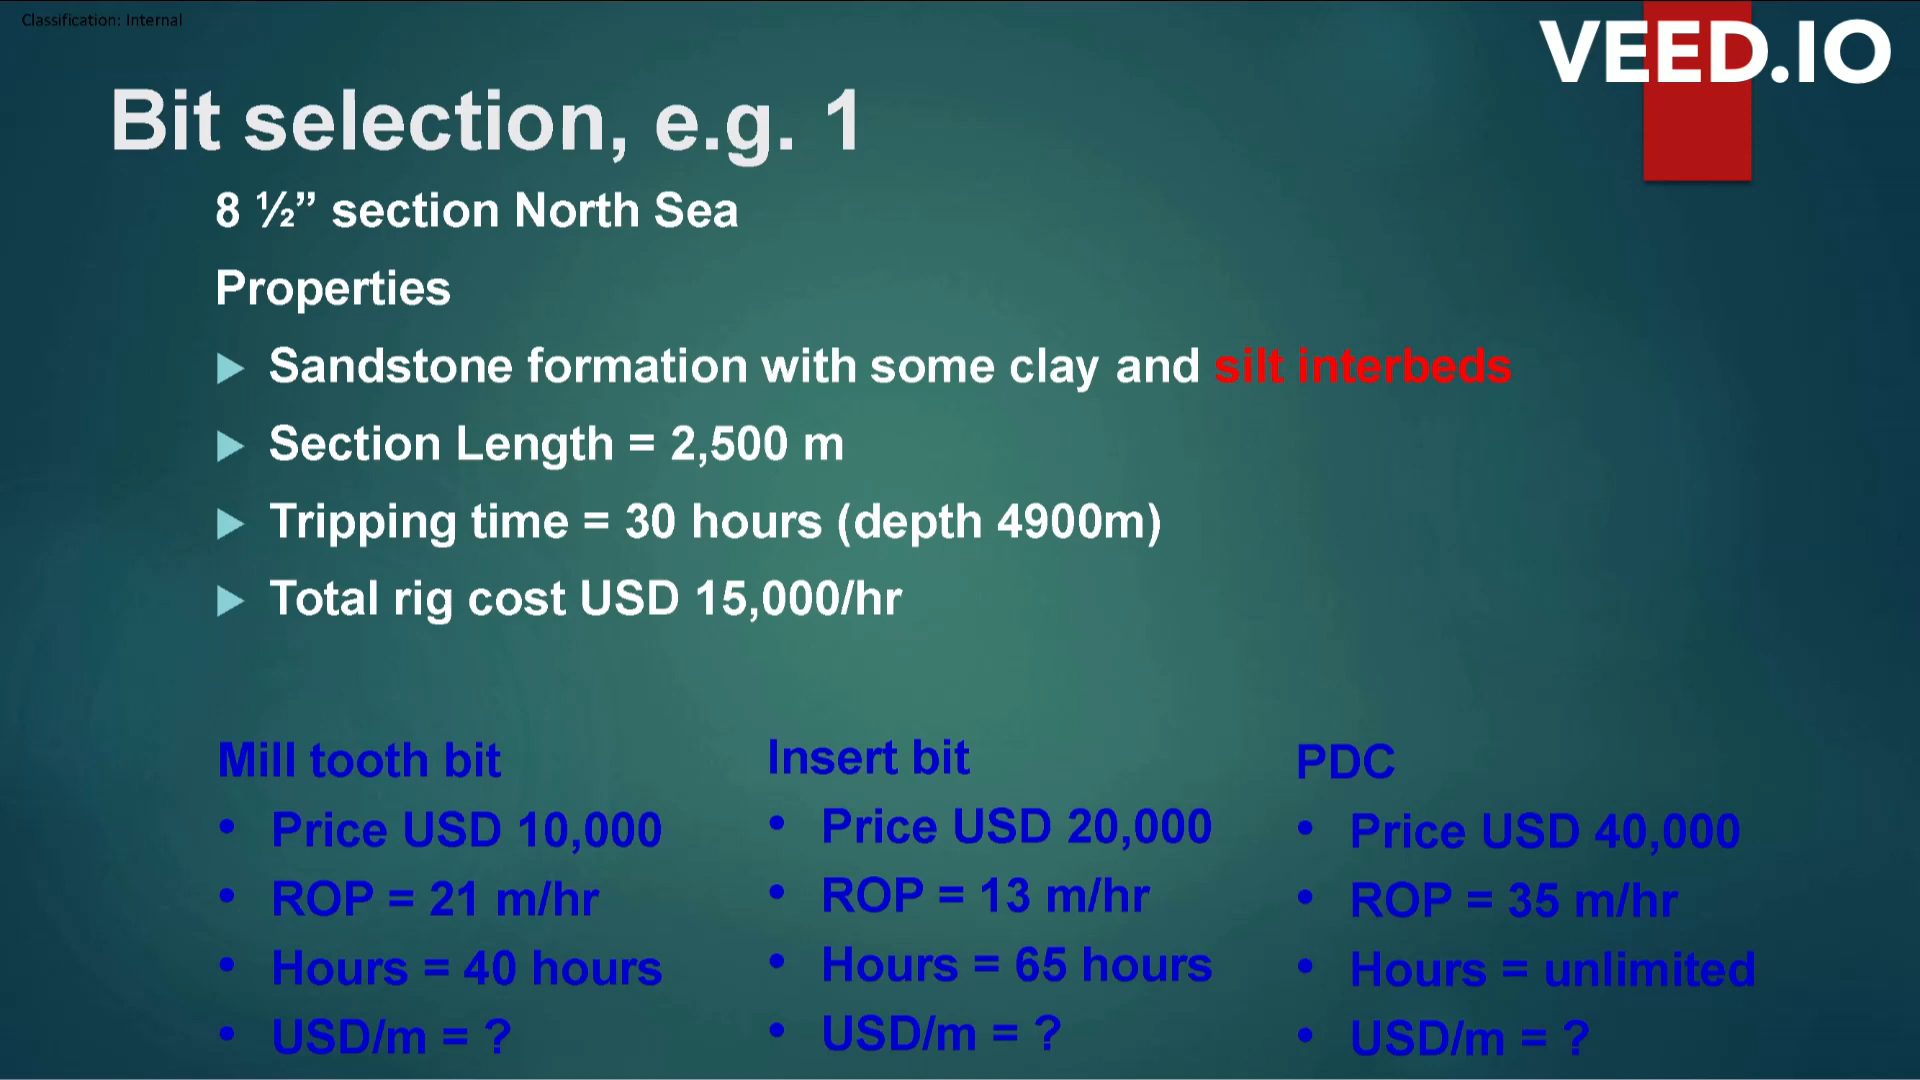 Classification: Internal
VEED.IO
Bit selection, e.g. 1
8 ½” section North Sea
Properties
Sandstone formation with some clay and silt interbeds
Section Length = 2,500 m
Tripping time = 30 hours (depth 4900m)
Total rig cost USD 15,000/hr
Mill tooth bit
• Price USD 10,000
• ROP = 21 m/hr
• Hours = 40 hours
• USD/m = ?
Insert bit
• Price USD 20,000
• ROP = 13 m/hr
• Hours = 65 hours
• USD/m = ?
PDC
• Price USD 40,000
• ROP = 35 m/hr
• Hours = unlimited
• USD/m = ?